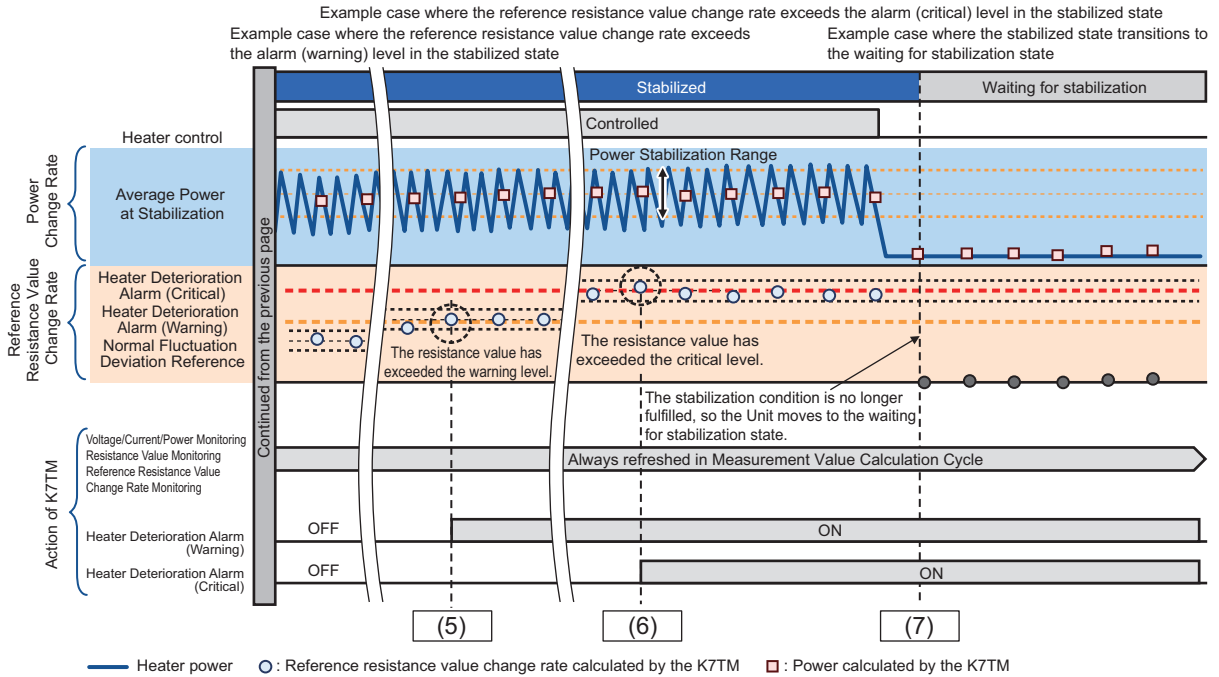 Example case where the reference resistance value change rate exceeds the alarm (critical) level in the stabilized state
Example case where the reference resistance value change rate exceeds
the alarm (warning) level in the stabilized state
Example case where the stabilized state transitions to
the waiting for stabilization state
Stabilized
Waiting for stabilization
Heater control
Controlled
Power
Change Rate
Average Power
at Stabilization
Power Stabilization Range
Continued from the previous page
Reference
Resistance Value
Change Rate
Heater Deterioration
Alarm (Critical)
Heater Deterioration
Alarm (Warning)
Normal Fluctuation
Deviation Reference
The resistance value has
exceeded the warning level.
The resistance value has
exceeded the critical level.
The stabilization condition is no longer
fulfilled, so the Unit moves to the waiting
for stabilization state.
Action of K7TM
Voltage/Current/Power Monitoring
Resistance Value Monitoring
Reference Resistance Value
Change Rate Monitoring
Always refreshed in Measurement Value Calculation Cycle
Heater Deterioration Alarm
(Warning)
OFF
ON
Heater Deterioration Alarm
(Critical)
OFF
ON
(5)
(6)
(7)
Heater power
: Reference resistance value change rate calculated by the K7TM
: Power calculated by the K7TM